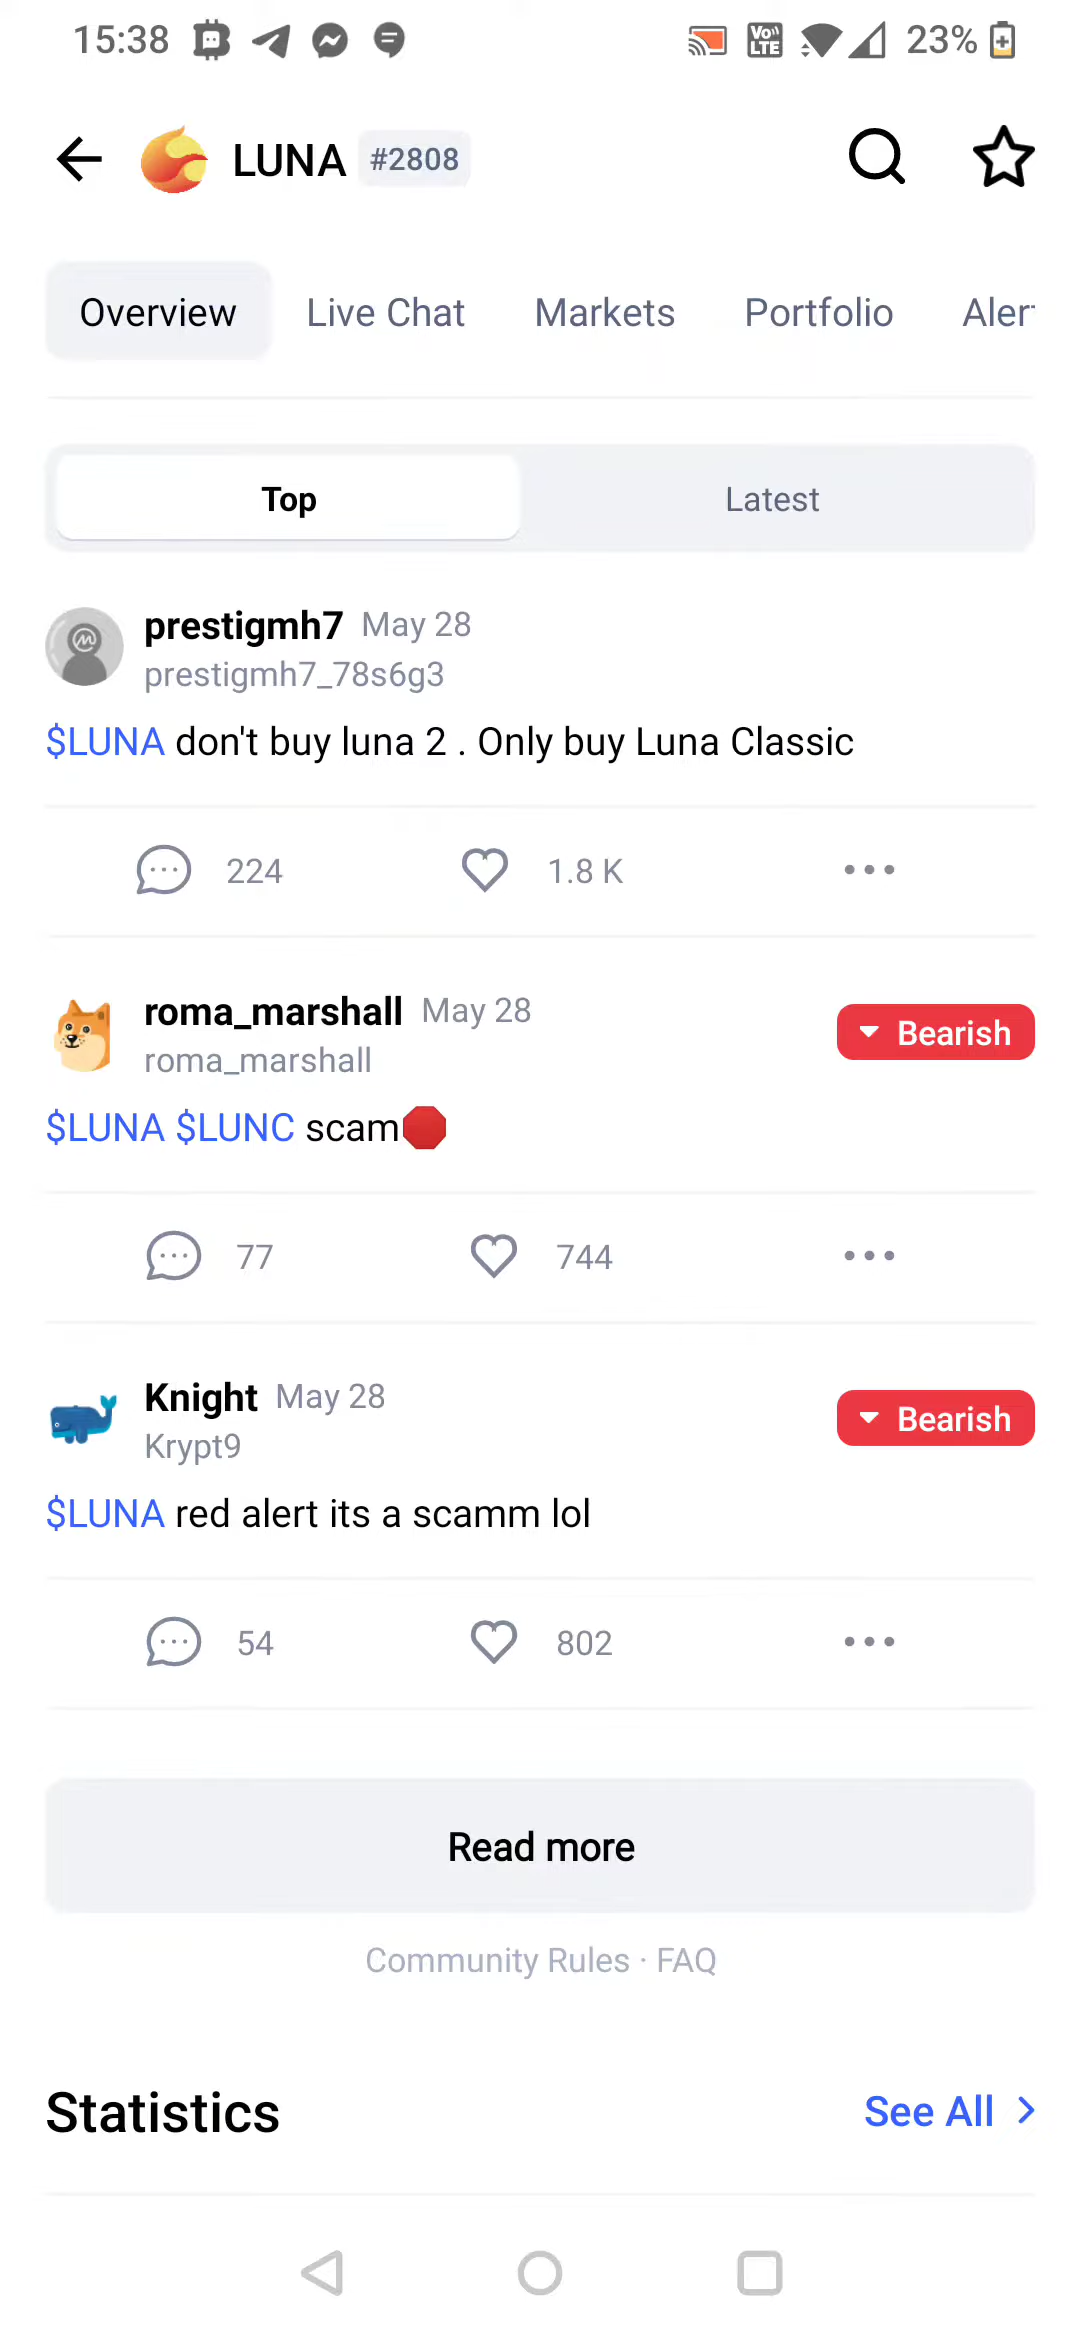 15:38 23%
LUNA #2808
Overview Live Chat Markets Portfolio Aler
Top Latest
prestigmh7 May 28
prestigmh7_78s6g3
$LUNA don't buy luna 2 . Only buy Luna Classic
224 1.8 K
roma_marshall May 28
Bearish
roma_marshall
$LUNA $LUNC scam
77 744
Knight May 28
Bearish
Krypt9
$LUNA red alert its a scamm lol
54 802
Read more
Community Rules · FAQ
Statistics See All